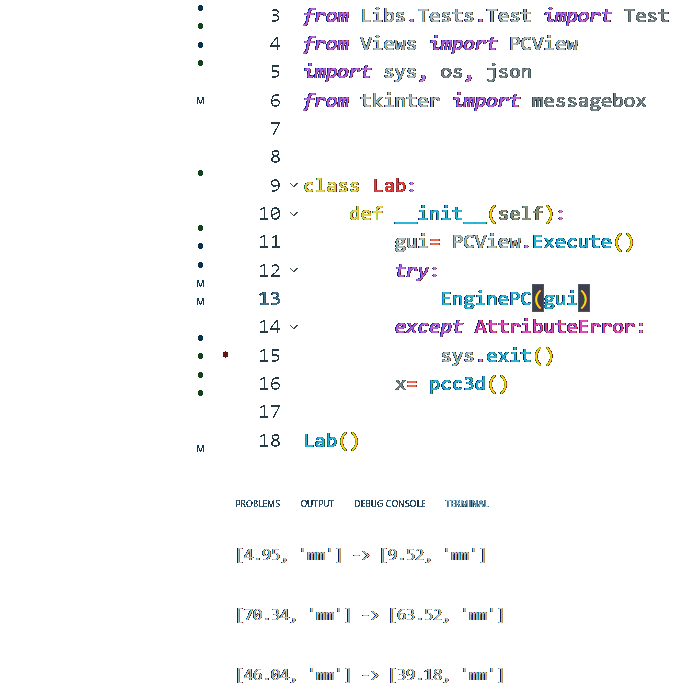 3 from Libs.Tests.Test import Test
4 from Views import PCView
5 import sys, os, json
M 6 from tkinter import messagebox
7
8
9 class Lab:
10 def __init__(self):
11 gui= PCView.Execute()
12 try:
M
M 13 EnginePC(gui)
14 except AttributeError:
15 sys.exit()
16 x= pcc3d()
17
M 18 Lab()
PROBLEMS OUTPUT DEBUG CONSOLE TERMINAL
[4.95, 'mm'] -> [9.52, 'mm']
[70.34, 'mm'] -> [63.52, 'mm']
[46.04, 'mm'] -> [39.18, 'mm']